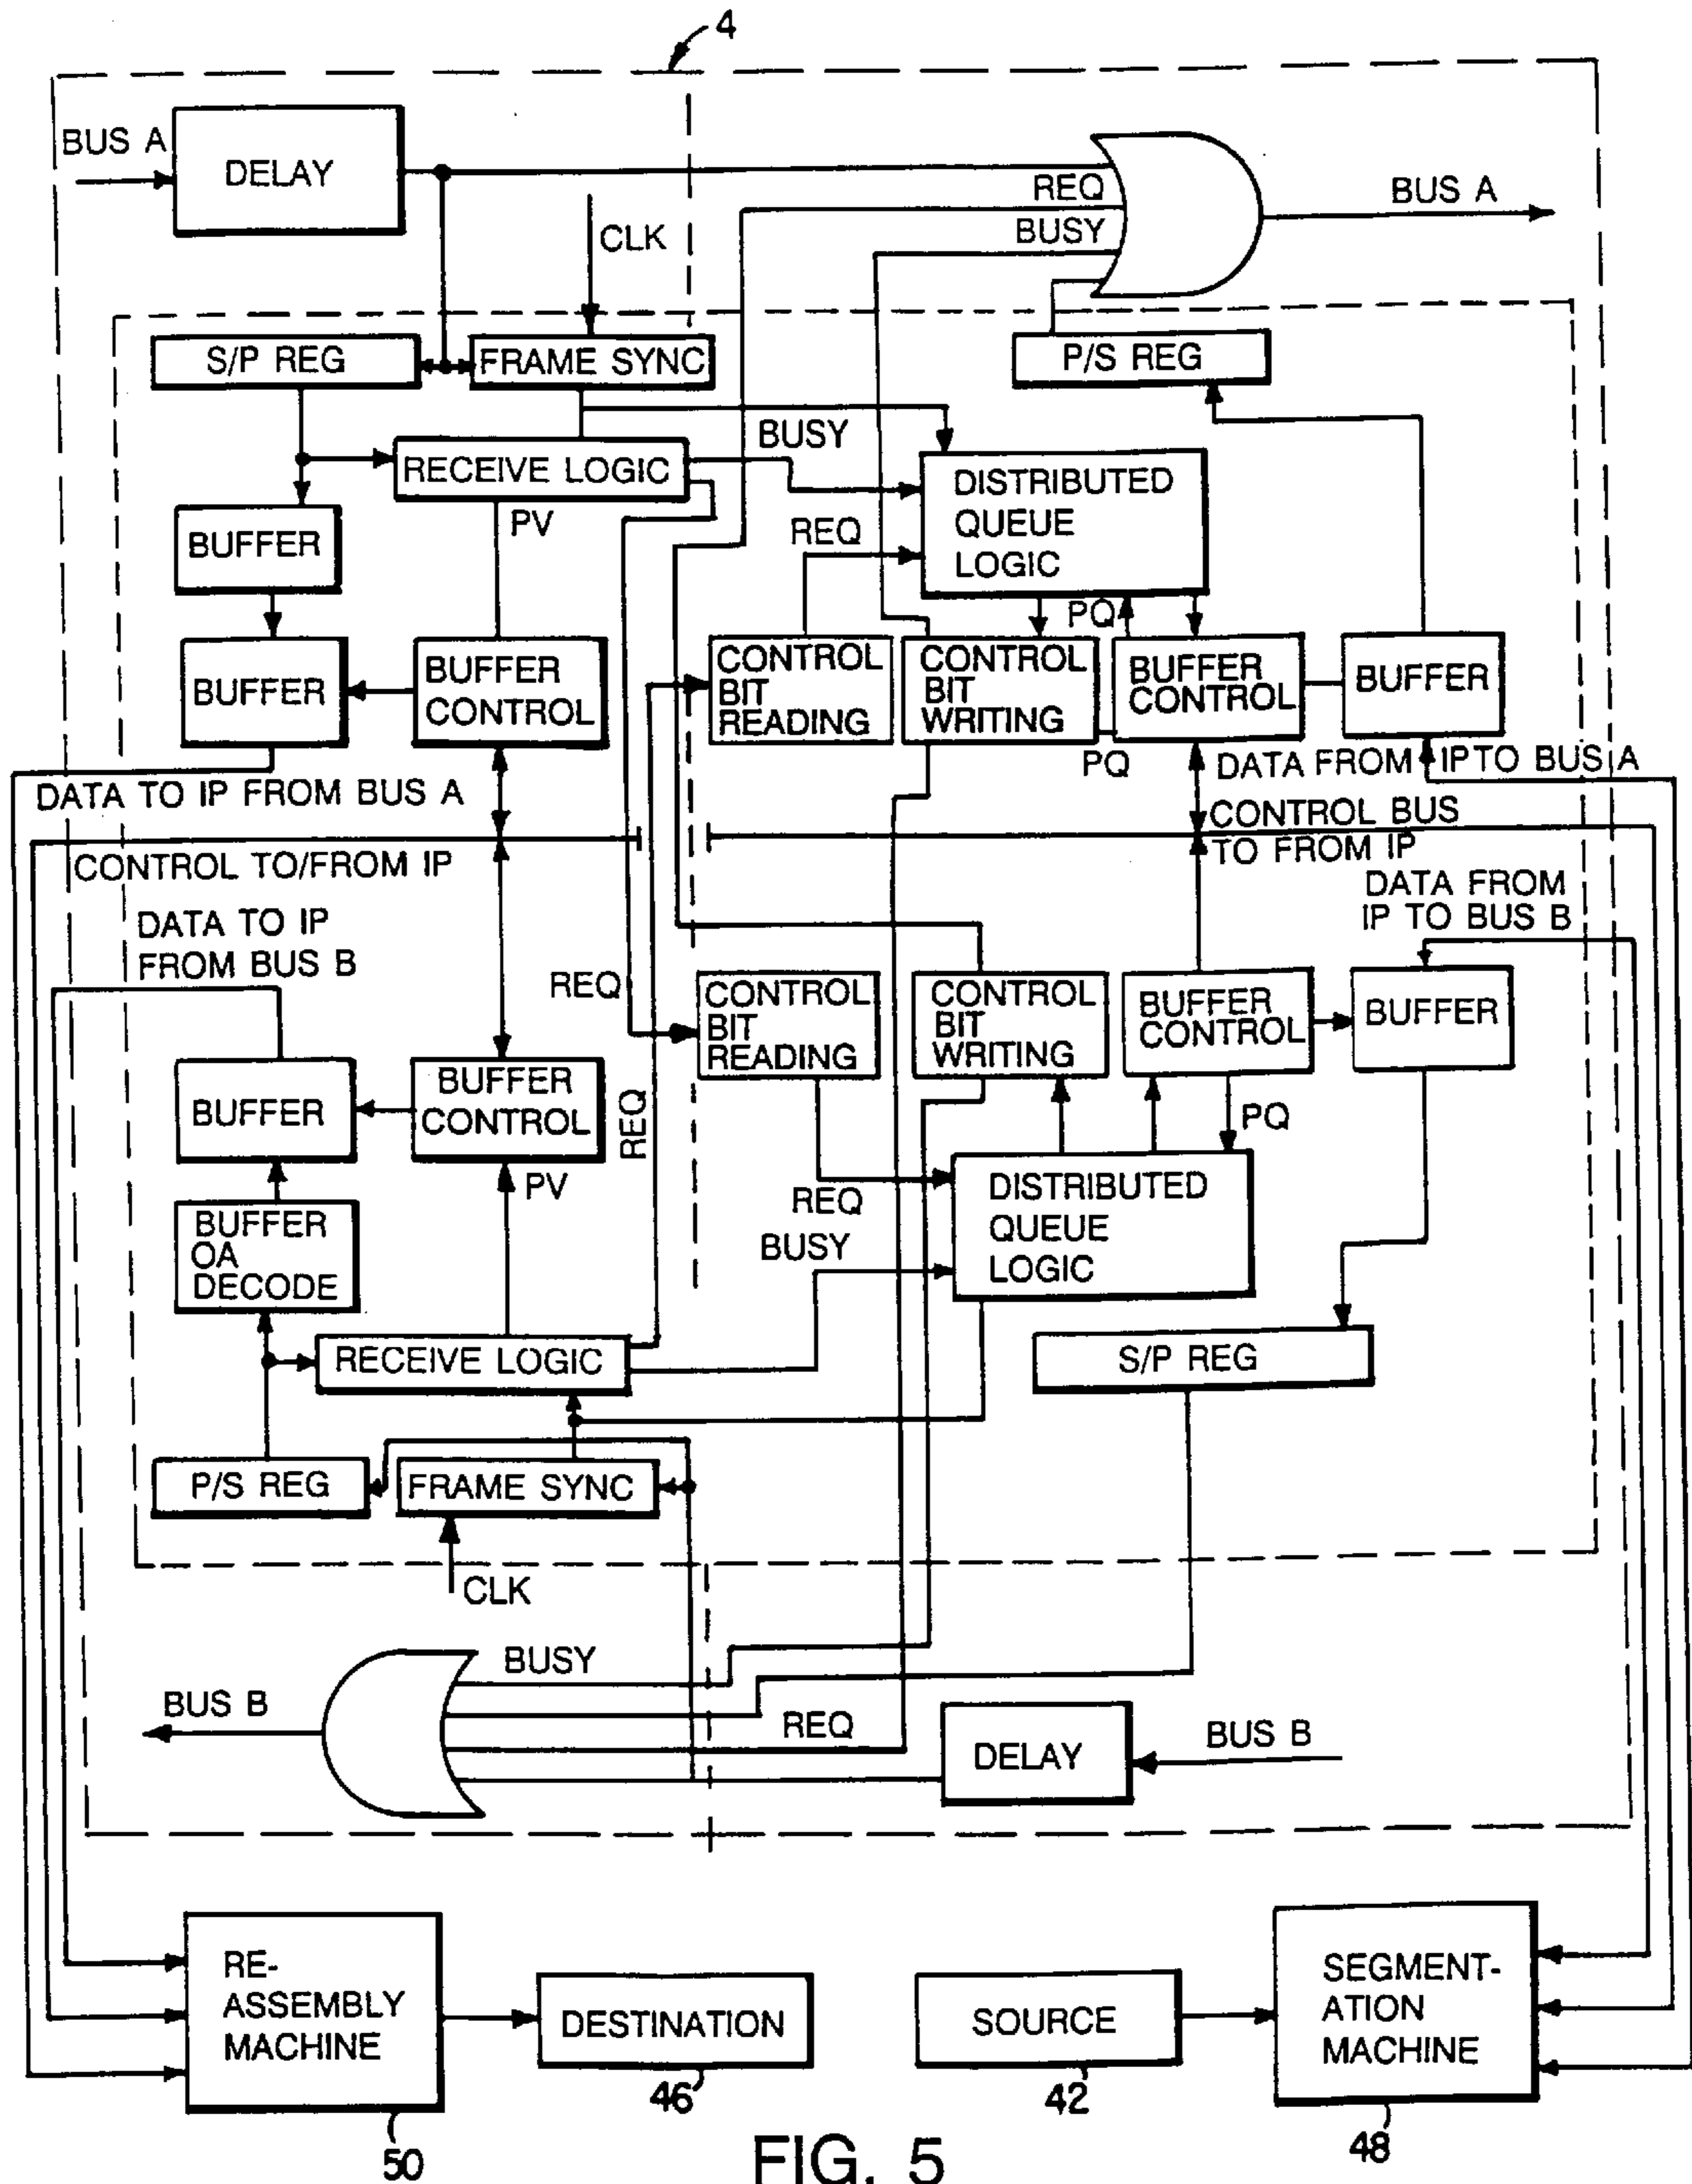 4
BUS A
DELAY
REQ
BUSY
BUS A
CLK
S/P REG
FRAME SYNC
P/S REG
BUSY
RECEIVE LOGIC
PV
DISTRIBUTED
QUEUE
LOGIC
REQ
BUFFER
PQ
BUFFER
BUFFER
CONTROL
CONTROL
BIT
READING
CONTROL
BIT
WRITING
BUFFER
CONTROL
BUFFER
PQ
DATA FROM IP TO BUS A
DATA TO IP FROM BUS A
CONTROL BUS
TO FROM IP
CONTROL TO/FROM IP
DATA FROM
IP TO BUS B
DATA TO IP
FROM BUS B
REQ
CONTROL
BIT
READING
CONTROL
BIT
WRITING
BUFFER
CONTROL
BUFFER
BUFFER
BUFFER
CONTROL
REQ
PQ
PV
BUFFER
OA
DECODE
REQ
BUSY
DISTRIBUTED
QUEUE
LOGIC
RECEIVE LOGIC
S/P REG
P/S REG
FRAME SYNC
CLK
BUSY
BUS B
REQ
DELAY
BUS B
RE-
ASSEMBLY
MACHINE
DESTINATION
SOURCE
SEGMENT-
ATION
MACHINE
50
46
42
48
FIG. 5